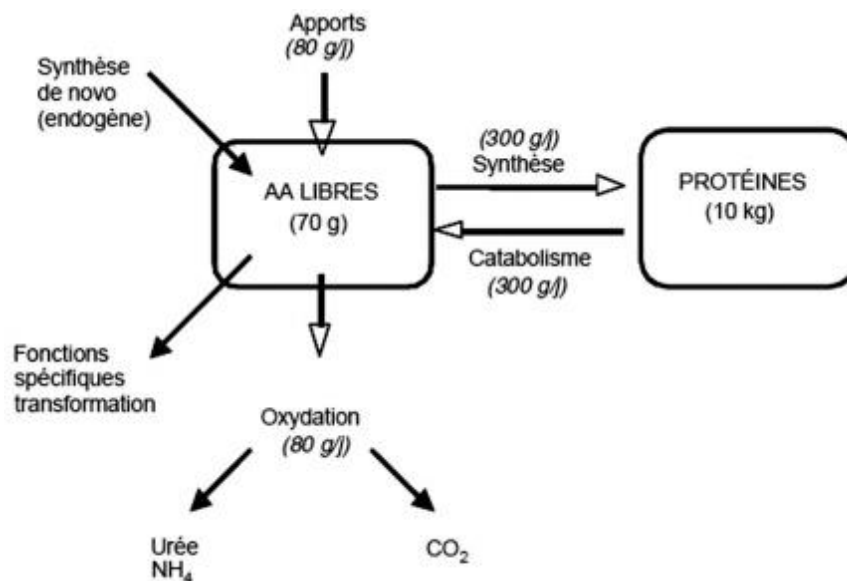 Apports
(80 g/j)
Synthèse
de novo
(endogène)
(300 g/j)
Synthèse
AA LIBRES
(70 g)
PROTÉINES
(10 kg)
Catabolisme
(300 g/j)
Fonctions
spécifiques
transformation
Oxydation
(80 g/j)
Urée
NH4
CO2